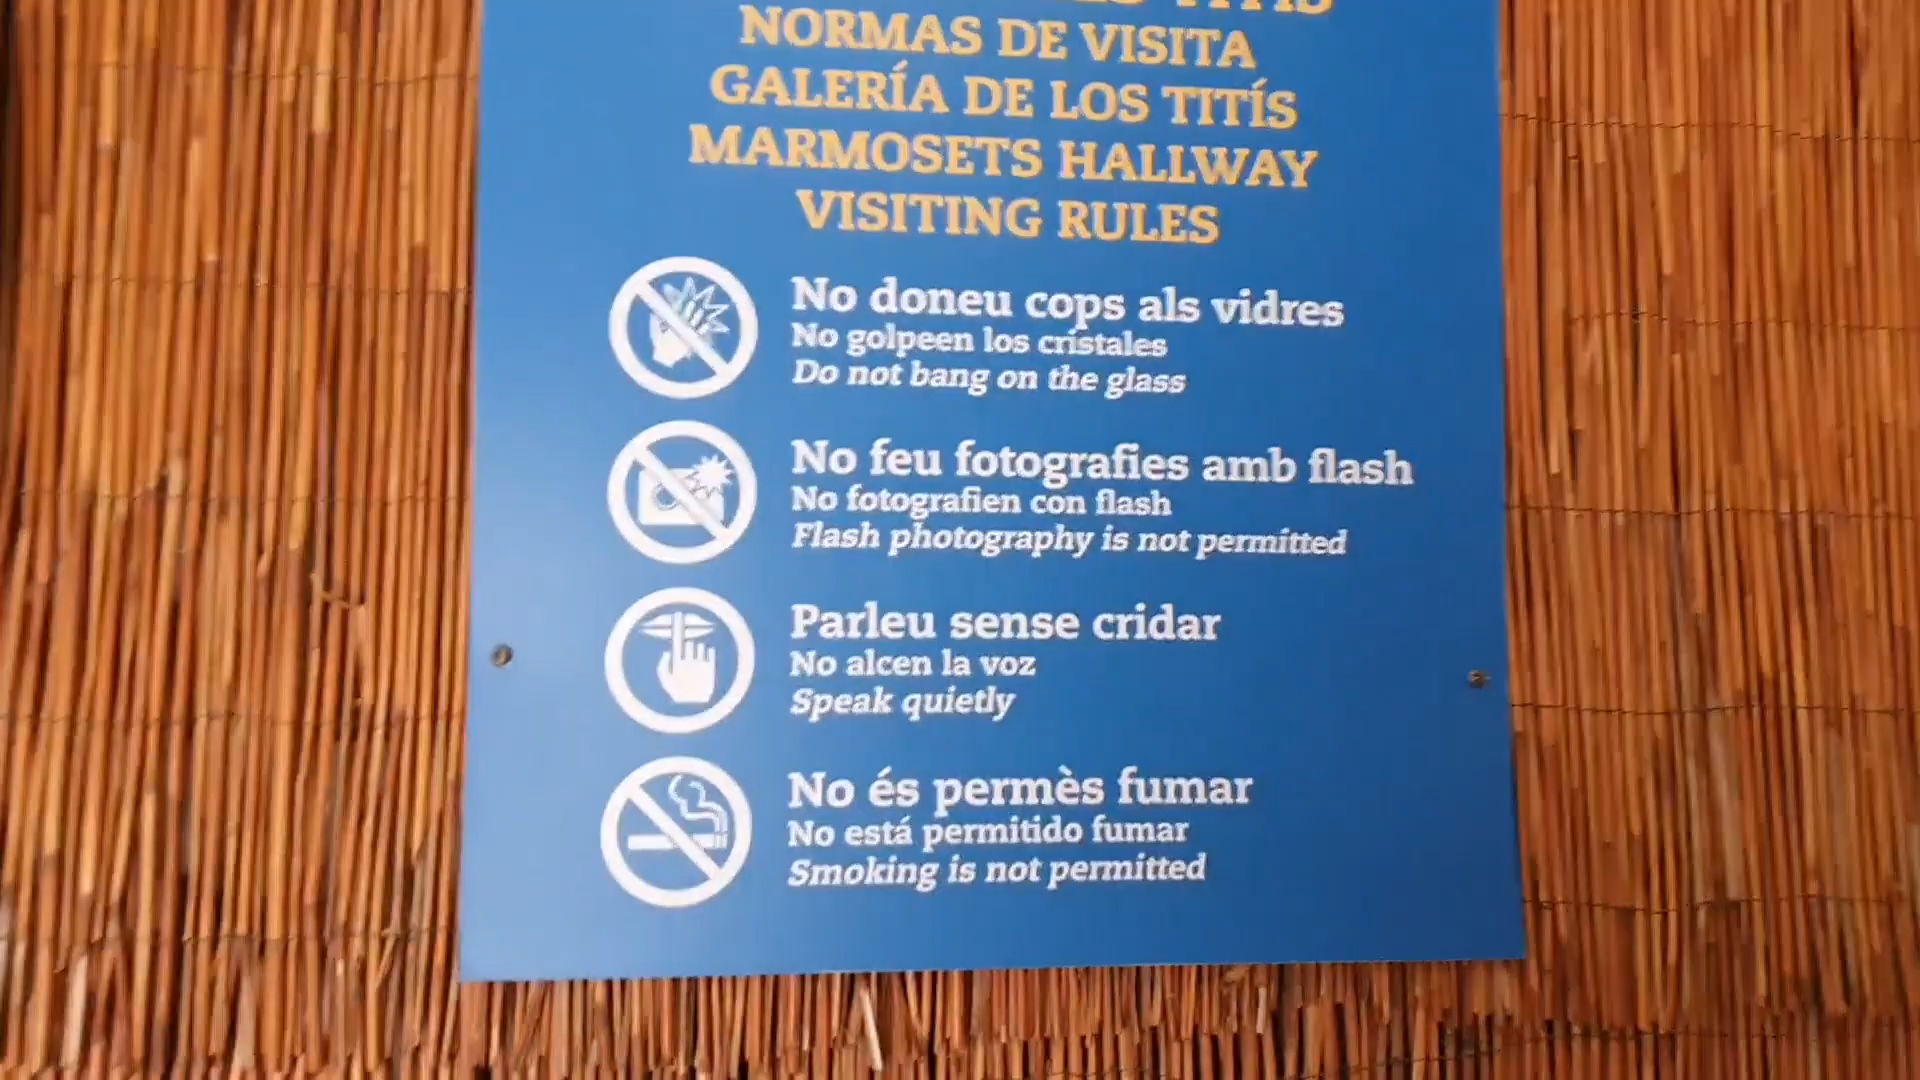 TITÍS
NORMAS DE VISITA
GALERÍA DE LOS TITÍS
MARMOSETS HALLWAY
VISITING RULES
No doneu cops als vidres
No golpeen los cristales
Do not bang on the glass
No feu fotografies amb flash
No fotografien con flash
Flash photography is not permitted
Parleu sense cridar
No alcen la voz
Speak quietly
No és permès fumar
No está permitido fumar
Smoking is not permitted